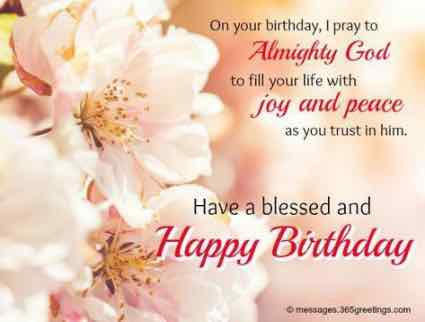 On your birthday, I pray to
Almighty God
to fill your life with
joy and peace
as you trust in him.
Have a blessed and
Happy Birthday
© messages.365greetings.com